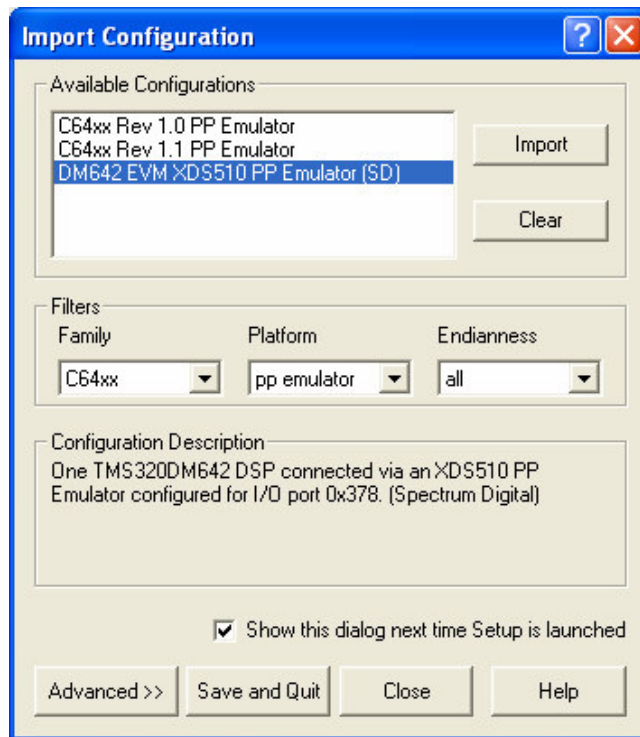 Import Configuration
Available Configurations
C64xx Rev 1.0 PP Emulator
C64xx Rev 1.1 PP Emulator
DM642 EVM XDS510 PP Emulator (SD)
Import
Clear
Filters
Family
Platform
Endianness
C64xx
pp emulator
all
Configuration Description
One TMS320DM642 DSP connected via an XDS510 PP
Emulator configured for I/O port 0x378. (Spectrum Digital)
Show this dialog next time Setup is launched
Advanced >>
Save and Quit
Close
Help